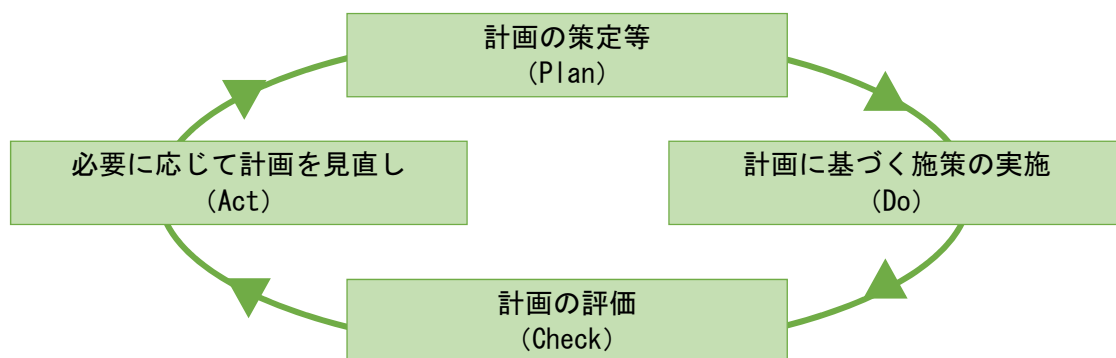 計画の策定等
（Plan）
必要に応じて計画を見直し
（Act）
計画に基づく施策の実施
（Do）
計画の評価
（Check）